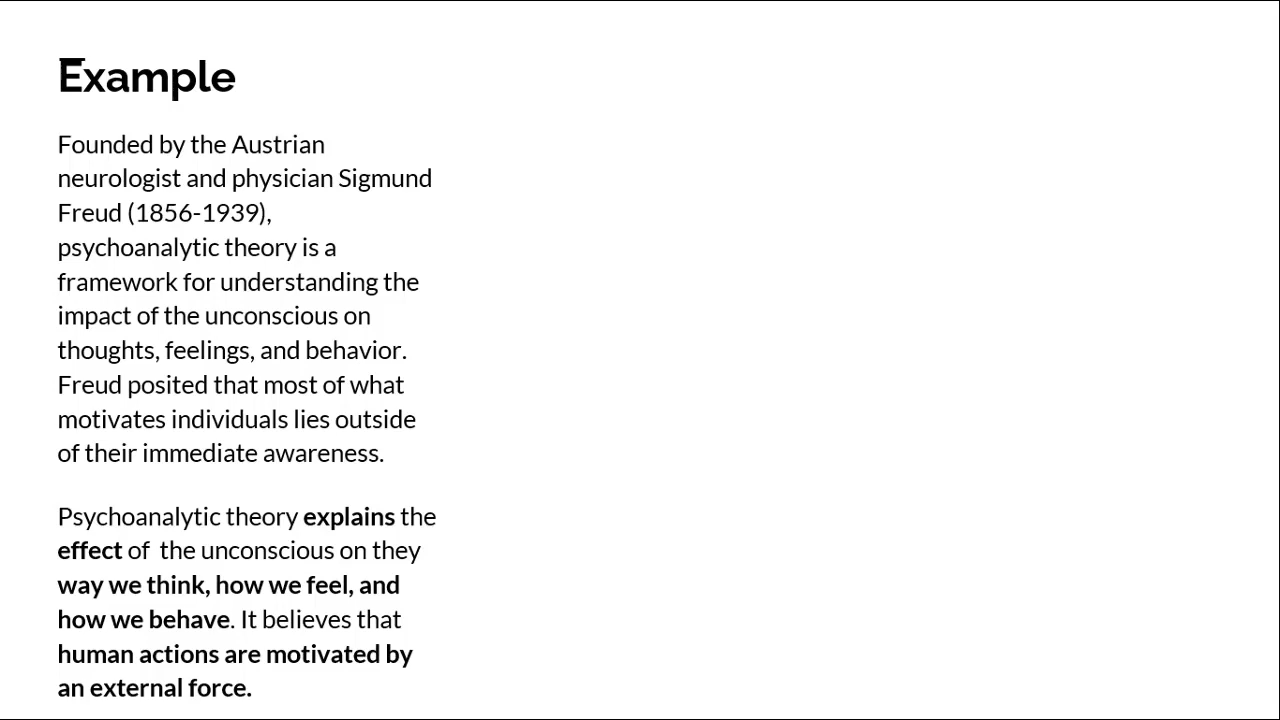 Example
Founded by the Austrian
neurologist and physician Sigmund
Freud (1856-1939),
psychoanalytic theory is a
framework for understanding the
impact of the unconscious on
thoughts, feelings, and behavior.
Freud posited that most of what
motivates individuals lies outside
of their immediate awareness.
Psychoanalytic theory explains the
effect of  the unconscious on they
way we think, how we feel, and
how we behave. It believes that
human actions are motivated by
an external force.